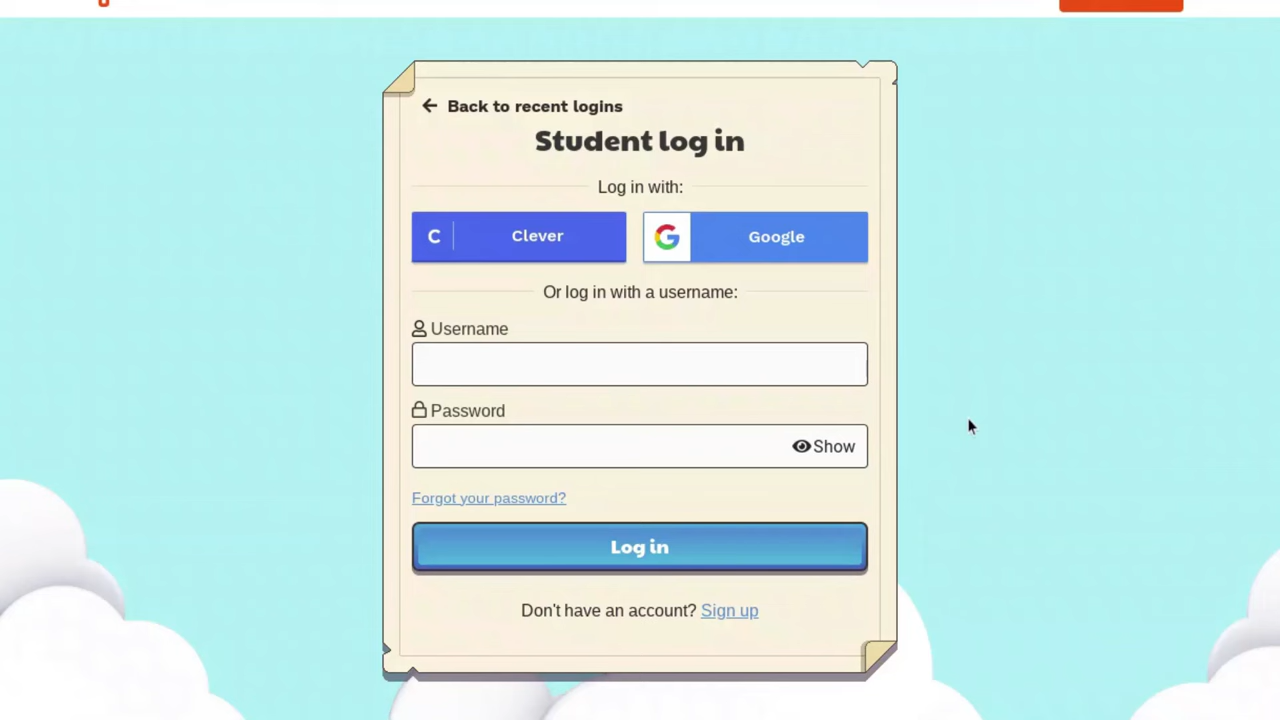 Back to recent logins
Student log in
Log in with:
C Clever
Google
Or log in with a username:
Username
Password
Show
Forgot your password?
Log in
Don't have an account? Sign up